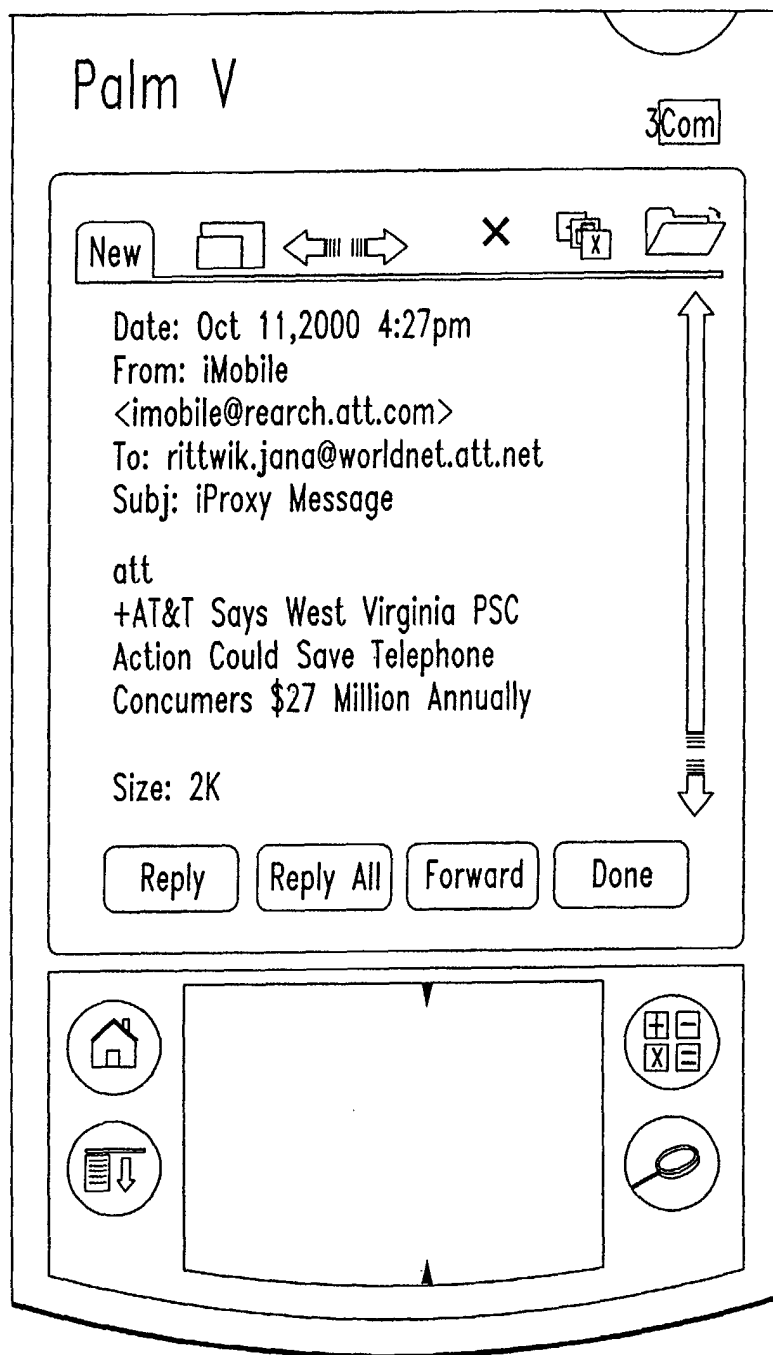 Palm V
3Com
New
Date: Oct 11,2000 4:27pm
From: iMobile
<imobile@rearch.att.com>
To: rittwik.jana@worldnet.att.net
Subj: iProxy Message
att
+AT&T Says West Virginia PSC
Action Could Save Telephone
Concumers $27 Million Annually
Size: 2K
Reply Reply All Forward Done